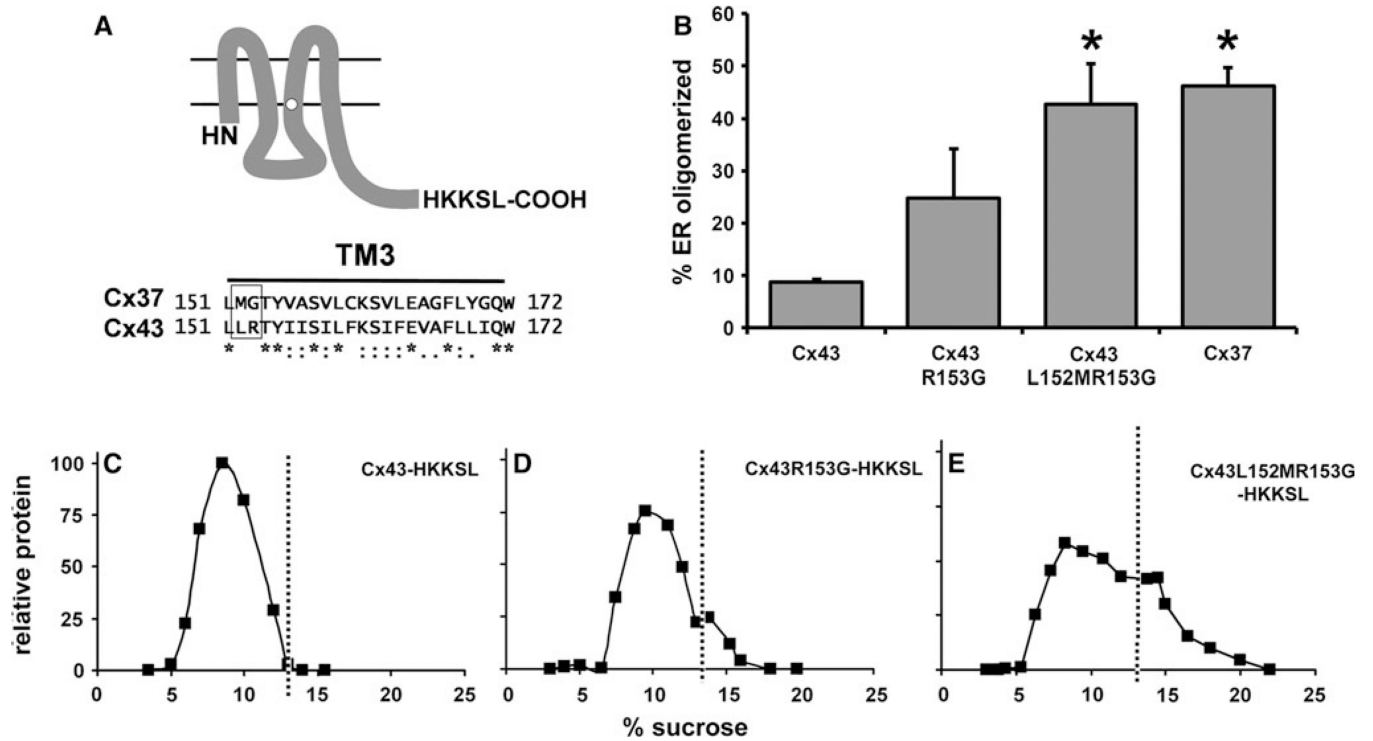 A
HN
HKKSL-COOH
TM3
Cx37 151 LMGTYVASVLCKSVLEAGFLYGQW 172
Cx43 151 LLRTYIISILFKSIFEVAFLLIQW 172
* **::*:* ::::*..*:. **
B
% ER oligomerized
60
50
40
30
20
10
0
* *
Cx43
Cx43
R153G
Cx43
L152MR153G
Cx37
C
Cx43-HKKSL
relative protein
100
75
50
25
0
0 5 10 15 20 25
D
Cx43R153G-HKKSL
0 5 10 15 20 25
% sucrose
E
Cx43L152MR153G
-HKKSL
0 5 10 15 20 25